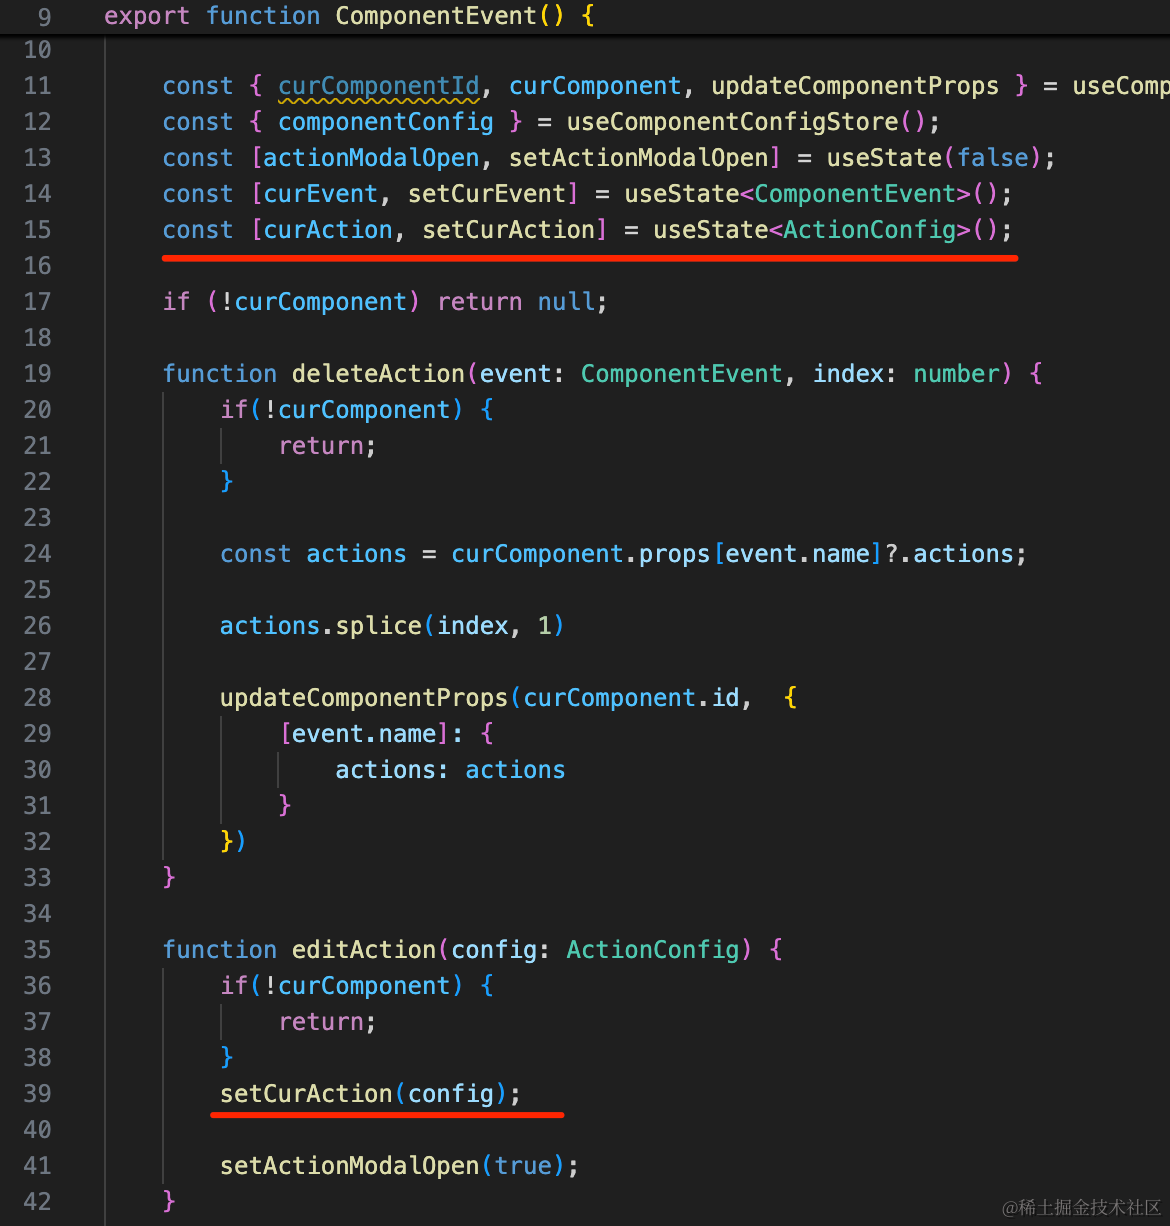 9 export function ComponentEvent() {
10
11 const { curComponentId, curComponent, updateComponentProps } = useComp
12 const { componentConfig } = useComponentConfigStore();
13 const [actionModalOpen, setActionModalOpen] = useState(false);
14 const [curEvent, setCurEvent] = useState<ComponentEvent>();
15 const [curAction, setCurAction] = useState<ActionConfig>();
16
17 if (!curComponent) return null;
18
19 function deleteAction(event: ComponentEvent, index: number) {
20 if(!curComponent) {
21 return;
22 }
23
24 const actions = curComponent.props[event.name]?.actions;
25
26 actions.splice(index, 1)
27
28 updateComponentProps(curComponent.id,  {
29 [event.name]: {
30 actions: actions
31 }
32 })
33 }
34
35 function editAction(config: ActionConfig) {
36 if(!curComponent) {
37 return;
38 }
39 setCurAction(config);
40
41 setActionModalOpen(true);
42 }
@稀土掘金技术社区